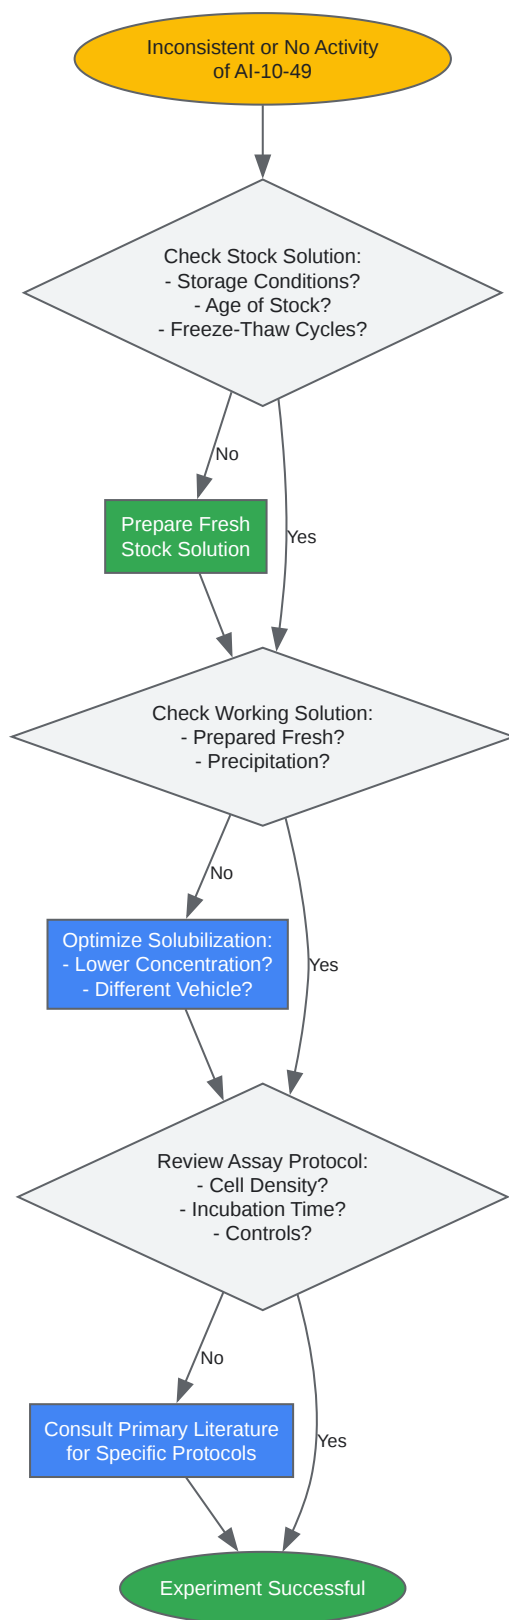 Inconsistent or No Activity
of AI-10-49
Check Stock Solution:
- Storage Conditions?
- Age of Stock?
- Freeze-Thaw Cycles?
No
Yes
Prepare Fresh
Stock Solution
Check Working Solution:
- Prepared Fresh?
- Precipitation?
No
Yes
Optimize Solubilization:
- Lower Concentration?
- Different Vehicle?
Review Assay Protocol:
- Cell Density?
- Incubation Time?
- Controls?
No
Yes
Consult Primary Literature
for Specific Protocols
Experiment Successful